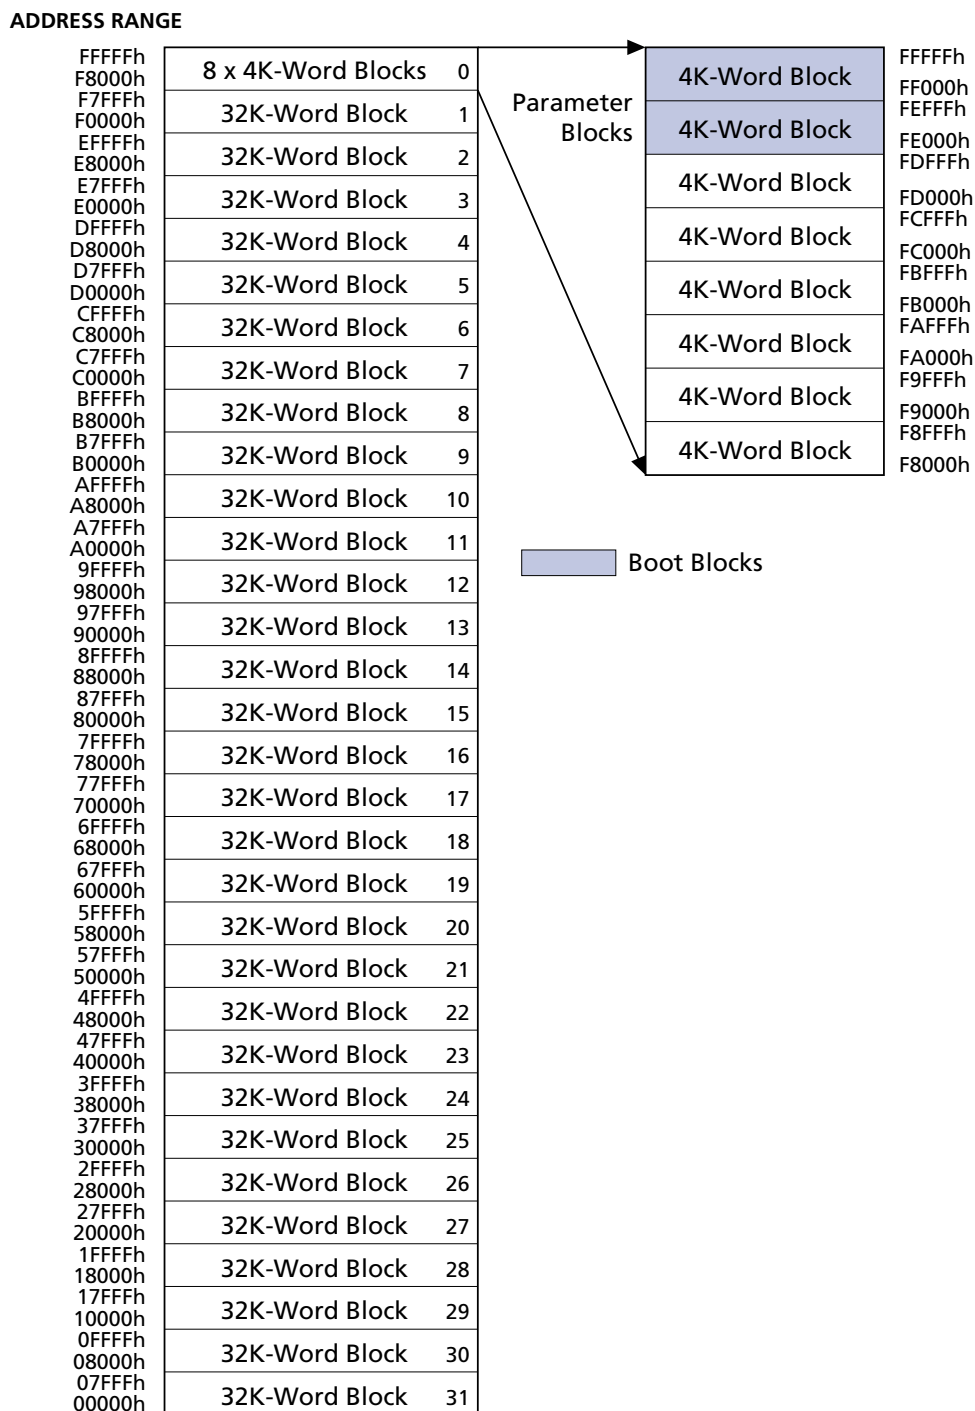 ADDRESS RANGE
FFFFFh
F8000h
8 x 4K-Word Blocks 0
F7FFFh
F0000h
32K-Word Block 1
EFFFFh
E8000h
32K-Word Block 2
E7FFFh
E0000h
32K-Word Block 3
DFFFFh
D8000h
32K-Word Block 4
D7FFFh
D0000h
32K-Word Block 5
CFFFFh
C8000h
32K-Word Block 6
C7FFFh
C0000h
32K-Word Block 7
BFFFFh
B8000h
32K-Word Block 8
B7FFFh
B0000h
32K-Word Block 9
AFFFFh
A8000h
32K-Word Block 10
A7FFFh
A0000h
32K-Word Block 11
9FFFFh
98000h
32K-Word Block 12
97FFFh
90000h
32K-Word Block 13
8FFFFh
88000h
32K-Word Block 14
87FFFh
80000h
32K-Word Block 15
7FFFFh
78000h
32K-Word Block 16
77FFFh
70000h
32K-Word Block 17
6FFFFh
68000h
32K-Word Block 18
67FFFh
60000h
32K-Word Block 19
5FFFFh
58000h
32K-Word Block 20
57FFFh
50000h
32K-Word Block 21
4FFFFh
48000h
32K-Word Block 22
47FFFh
40000h
32K-Word Block 23
3FFFFh
38000h
32K-Word Block 24
37FFFh
30000h
32K-Word Block 25
2FFFFh
28000h
32K-Word Block 26
27FFFh
20000h
32K-Word Block 27
1FFFFh
18000h
32K-Word Block 28
17FFFh
10000h
32K-Word Block 29
0FFFFh
08000h
32K-Word Block 30
07FFFh
00000h
32K-Word Block 31
Parameter
Blocks
4K-Word Block
FFFFFh
FF000h
4K-Word Block
FEFFFh
FE000h
4K-Word Block
FDFFFh
FD000h
4K-Word Block
FCFFFh
FC000h
4K-Word Block
FBFFFh
FB000h
4K-Word Block
FAFFFh
FA000h
4K-Word Block
F9FFFh
F9000h
4K-Word Block
F8FFFh
F8000h
Boot Blocks